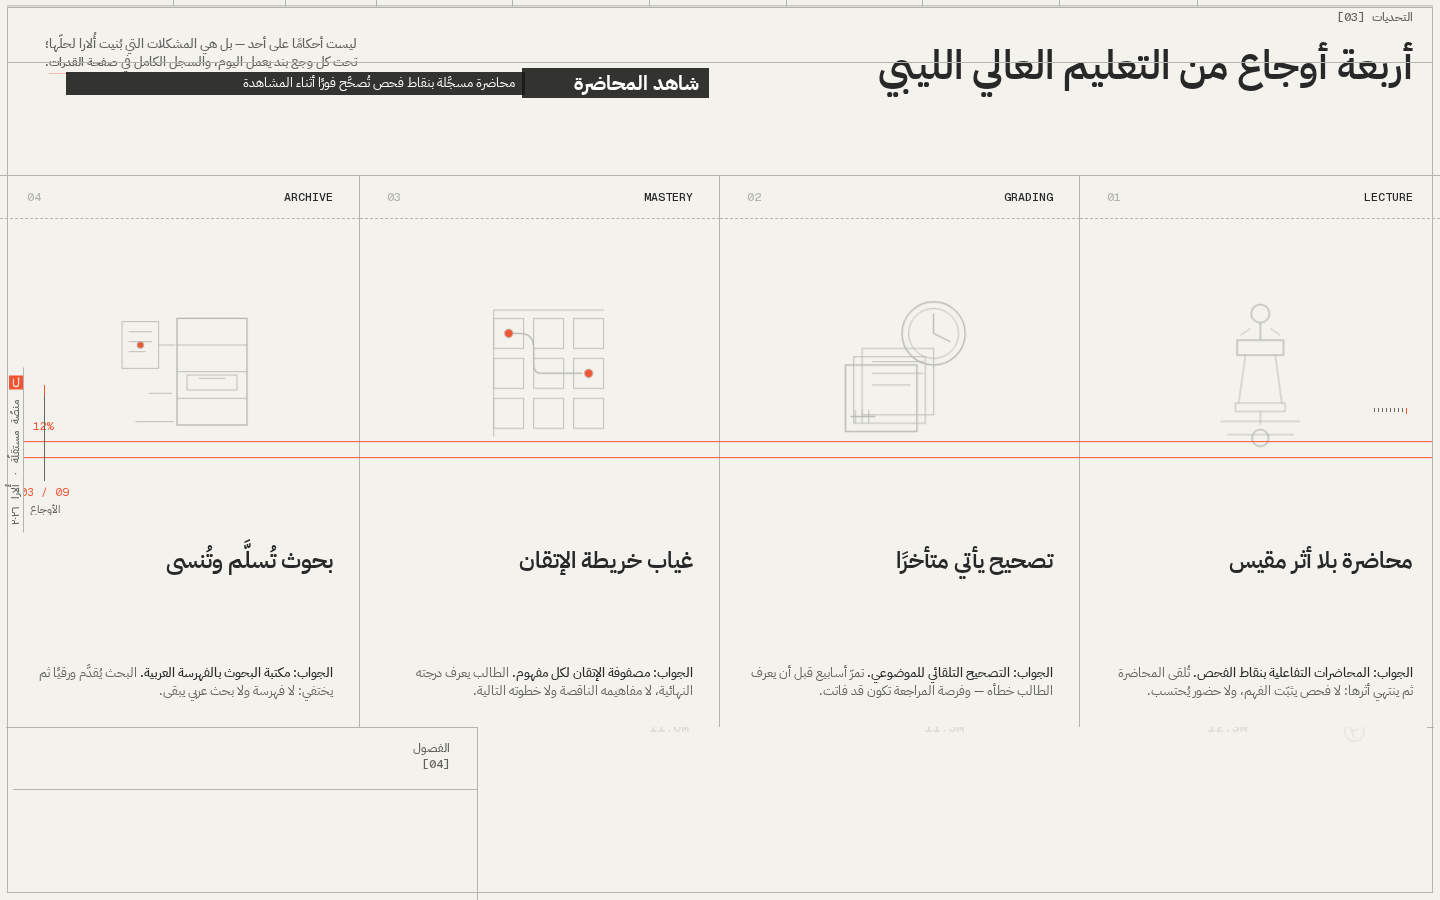 التحديات [03]
أربعة أوجاع من التعليم العالي الليبي
ليست أحكامًا على أحد — بل هي المشكلات التي بُنيت ألارا لحلّها؛
تحت كل وجع بند يعمل اليوم، والسجل الكامل في صفحة القدرات.
شاهد المحاضرة
محاضرة مسجَّلة بنقاط فحص تُصحَّح فورًا أثناء المشاهدة
LECTURE 01
محاضرة بلا أثر مقيس
الجواب: المحاضرات التفاعلية بنقاط الفحص. تُلقى المحاضرة
ثم ينتهي أثرها: لا فحص يثبّت الفهم، ولا حضور يُحتسب.
GRADING 02
تصحيح يأتي متأخرًا
الجواب: التصحيح التلقائي للموضوعي. تمرّ أسابيع قبل أن يعرف
الطالب خطأه — وفرصة المراجعة تكون قد فاتت.
MASTERY 03
غياب خريطة الإتقان
الجواب: مصفوفة الإتقان لكل مفهوم. الطالب يعرف درجته
النهائية، لا مفاهيمه الناقصة ولا خطوته التالية.
ARCHIVE 04
بحوث تُسلَّم وتُنسى
الجواب: مكتبة البحوث بالفهرسة العربية. البحث يُقدَّم ورقيًا ثم
يختفي: لا فهرسة ولا بحث عربي يبقى.
منصّة مستقلّة · ألارا ٢٠٢٦
12%
03 / 09
الأوجاع
الفصول
[04]